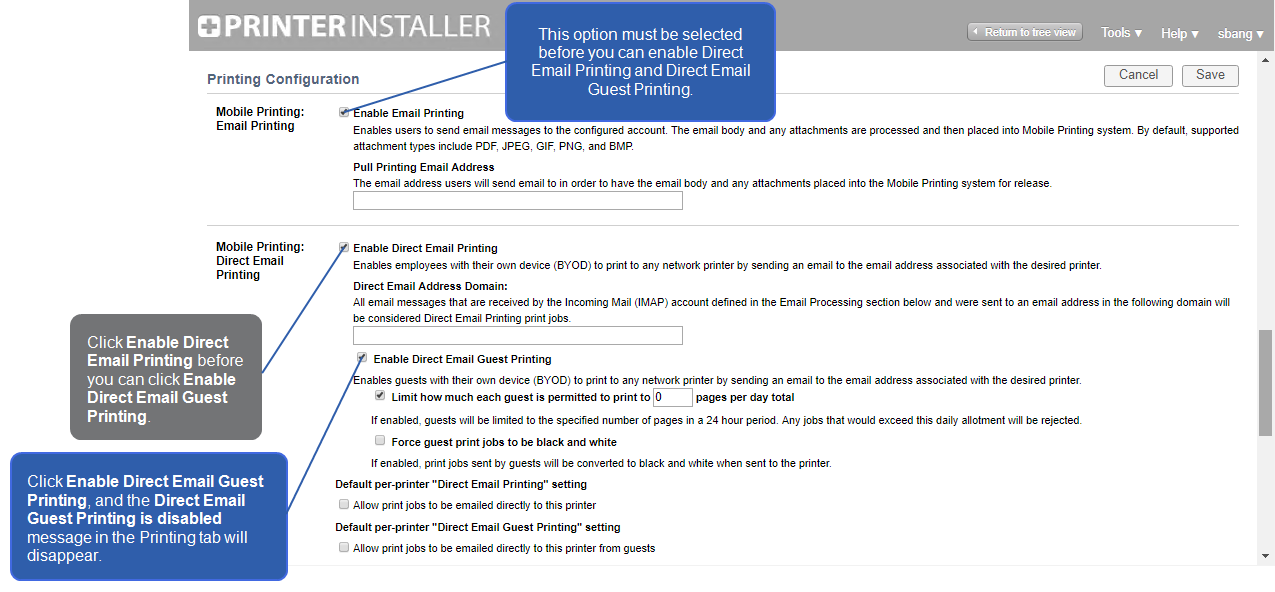 PRINTERINSTALLER
Return to tree view
Tools ▼
Help ▼
sbang ▼
This option must be selected
before you can enable Direct
Email Printing and Direct Email
Guest Printing.
Printing Configuration
Cancel
Save
Mobile Printing:
Email Printing
Enable Email Printing
Enables users to send email messages to the configured account. The email body and any attachments are processed and then placed into Mobile Printing system. By default, supported
attachment types include PDF, JPEG, GIF, PNG, and BMP.
Pull Printing Email Address
The email address users will send email to in order to have the email body and any attachments placed into the Mobile Printing system for release.
Mobile Printing:
Direct Email
Printing
Enable Direct Email Printing
Enables employees with their own device (BYOD) to print to any network printer by sending an email to the email address associated with the desired printer.
Direct Email Address Domain:
All email messages that are received by the Incoming Mail (IMAP) account defined in the Email Processing section below and were sent to an email address in the following domain will
be considered Direct Email Printing print jobs.
Click Enable Direct
Email Printing before
you can click Enable
Direct Email Guest
Printing.
Enable Direct Email Guest Printing
Enables guests with their own device (BYOD) to print to any network printer by sending an email to the email address associated with the desired printer.
Limit how much each guest is permitted to print to 0 pages per day total
If enabled, guests will be limited to the specified number of pages in a 24 hour period. Any jobs that would exceed this daily allotment will be rejected.
Force guest print jobs to be black and white
If enabled, print jobs sent by guests will be converted to black and white when sent to the printer.
Click Enable Direct Email Guest
Printing, and the Direct Email
Guest Printing is disabled
message in the Printing tab will
disappear.
Default per-printer "Direct Email Printing" setting
Allow print jobs to be emailed directly to this printer
Default per-printer "Direct Email Guest Printing" setting
Allow print jobs to be emailed directly to this printer from guests